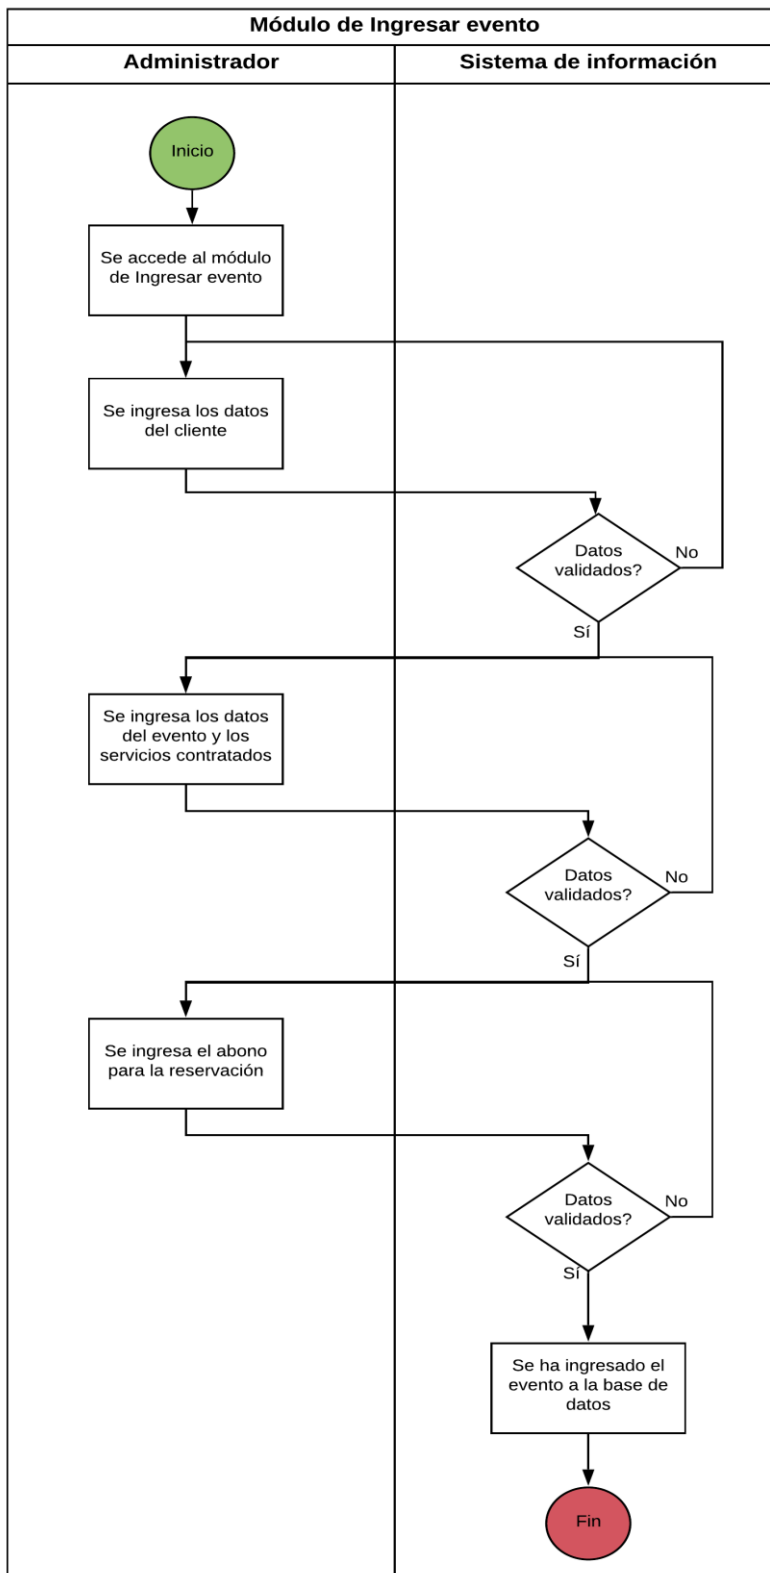 Módulo de Ingresar evento
Administrador
Sistema de información
Inicio
Se accede al módulo
de Ingresar evento
Se ingresa los datos
del cliente
Datos
validados?
No
Sí
Se ingresa los datos
del evento y los
servicios contratados
Datos
validados?
No
Sí
Se ingresa el abono
para la reservación
Datos
validados?
No
Sí
Se ha ingresado el
evento a la base de
datos
Fin